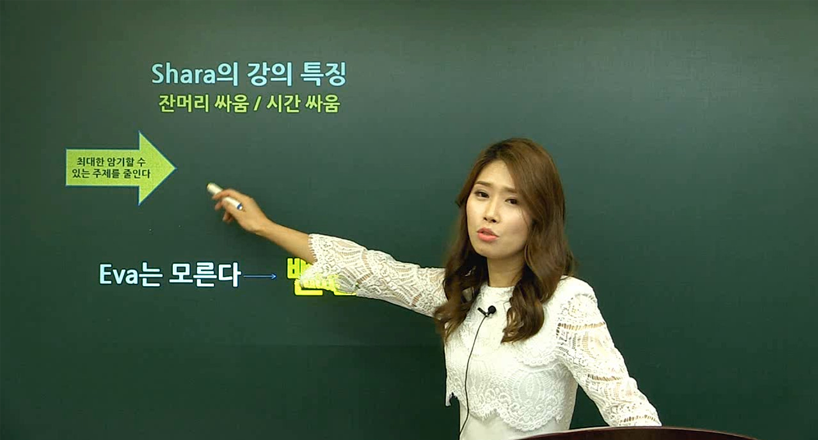 Shara의 강의 특징
잔머리 싸움 / 시간 싸움
최대한 암기할 수
있는 주제를 줄인다
Eva는 모른다